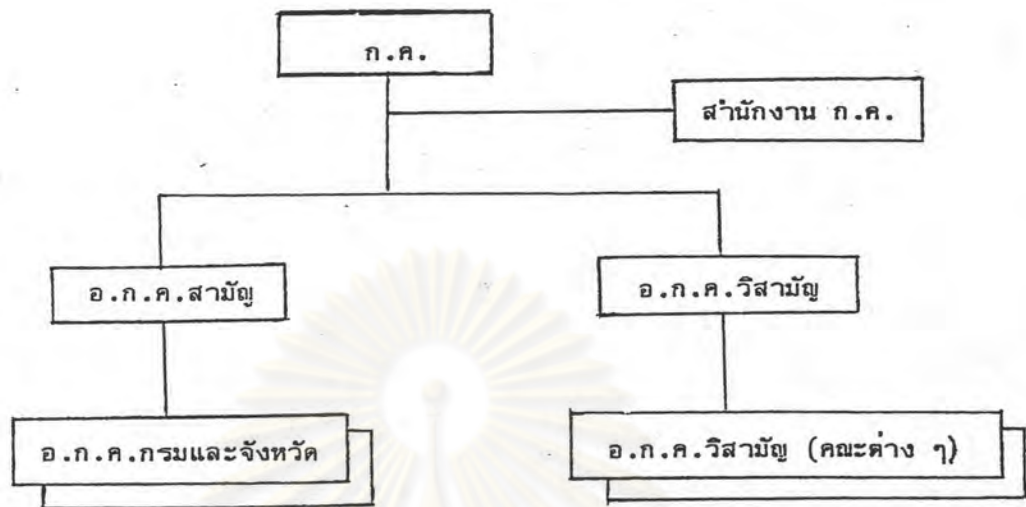 ก.ค.
สำนักงาน ก.ค.
อ.ก.ค.สามัญ
อ.ก.ค.วิสามัญ
อ.ก.ค.กรมและจังหวัด
อ.ก.ค.วิสามัญ (คณะต่าง ๆ)